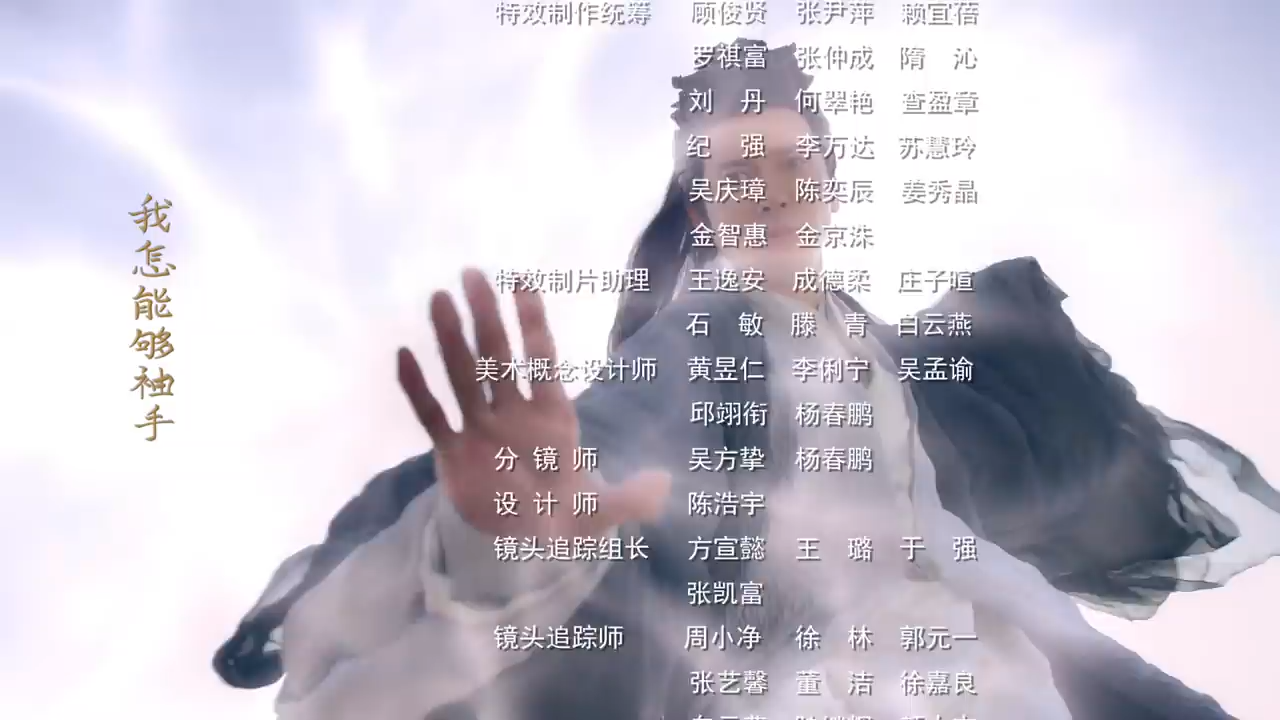 特效制作统筹 顾俊贤 张尹萍 赖宜蓓
罗祺富 张仲成 隋 沁
刘 丹 何翠艳 查盈章
纪 强 李万达 苏慧玲
吴庆璋 陈奕辰 姜秀晶
金智惠 金京洙
特效制片助理 王逸安 成德柔 庄子暄
石 敏 滕 青 白云燕
美术概念设计师 黄昱仁 李俐宁 吴孟谕
邱翊衔 杨春鹏
分 镜 师 吴方挚 杨春鹏
设 计 师 陈浩宇
镜头追踪组长 方宣懿 王 璐 于 强
张凯富
镜头追踪师 周小净 徐 林 郭元一
张艺馨 董 洁 徐嘉良
我怎能够袖手